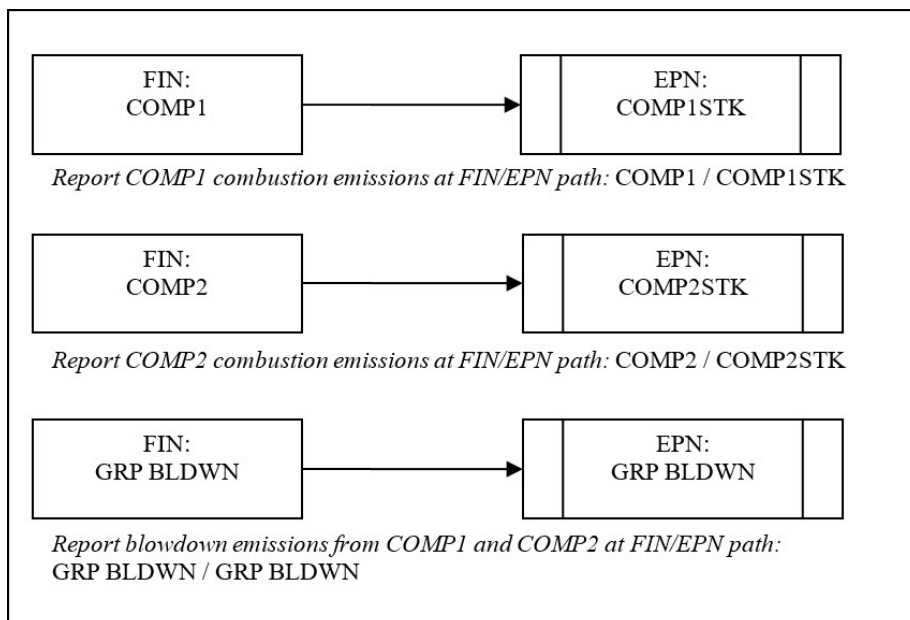 FIN:
COMP1
EPN:
COMP1STK
Report COMP1 combustion emissions at FIN/EPN path: COMP1 / COMP1STK
FIN:
COMP2
EPN:
COMP2STK
Report COMP2 combustion emissions at FIN/EPN path: COMP2 / COMP2STK
FIN:
GRP BLDWN
EPN:
GRP BLDWN
Report blowdown emissions from COMP1 and COMP2 at FIN/EPN path:
GRP BLDWN / GRP BLDWN